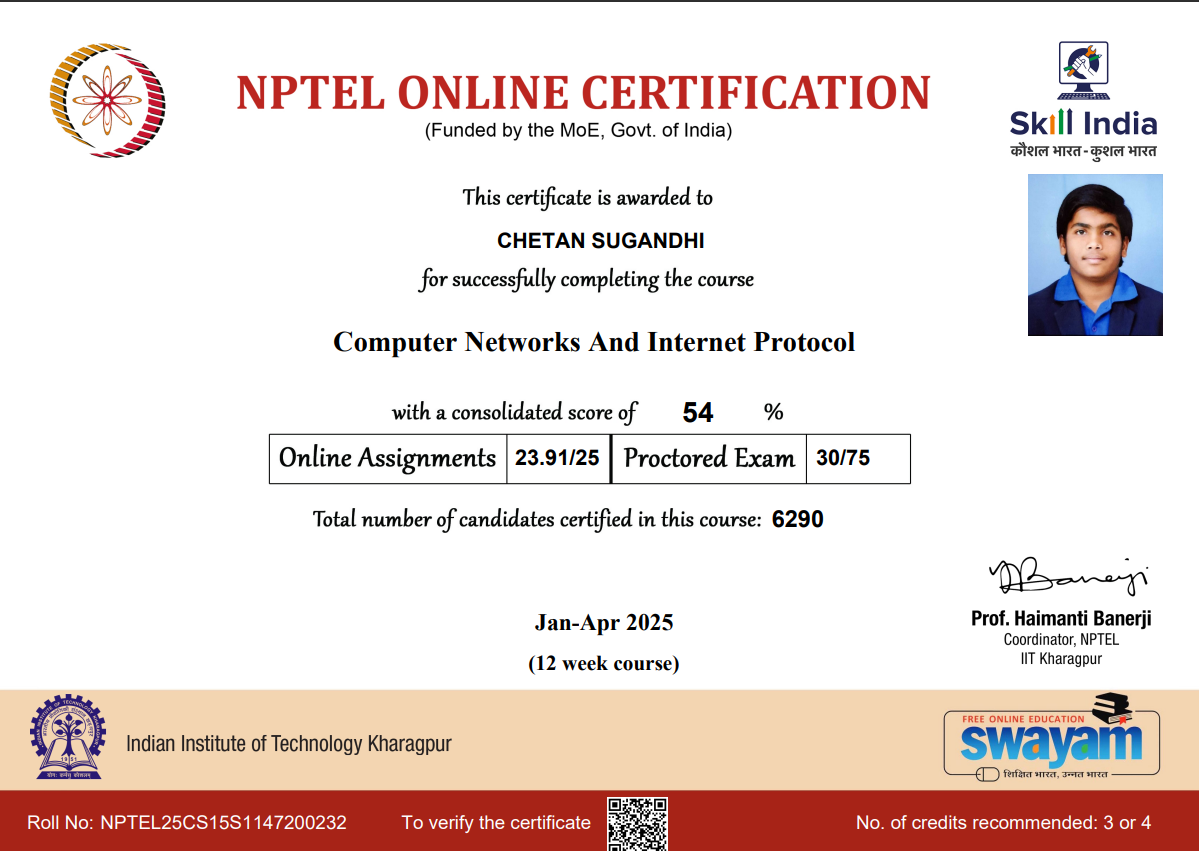 NPTEL ONLINE CERTIFICATION
(Funded by the MoE, Govt. of India)
Skill India
कौशल भारत - कुशल भारत
This certificate is awarded to
CHETAN SUGANDHI
for successfully completing the course
Computer Networks And Internet Protocol
with a consolidated score of 54 %
Online Assignments 23.91/25 Proctored Exam 30/75
Total number of candidates certified in this course: 6290
Jan-Apr 2025
(12 week course)
Prof. Haimanti Banerji
Coordinator, NPTEL
IIT Kharagpur
Indian Institute of Technology Kharagpur
1951
योगः कर्मसु कौशलम्
FREE ONLINE EDUCATION
swayam
शिक्षित भारत, उन्नत भारत
Roll No: NPTEL25CS15S1147200232 To verify the certificate No. of credits recommended: 3 or 4